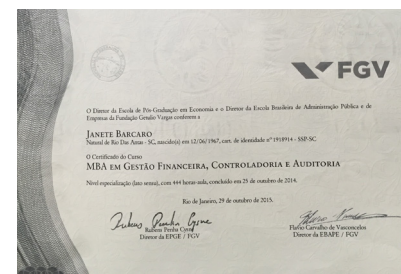 FGV
O Diretor da Escola de Pós-Graduação em Economia e o Diretor da Escola Brasileira de Administração Pública e de
Empresas da Fundação Getulio Vargas conferem a
JANETE BARCARO
Natural de Rio Das Antas - SC, nascido(a) em 12/06/1967, cart. de identidade nº 1918914 - SSP-SC
O Certificado do Curso
MBA EM GESTÃO FINANCEIRA, CONTROLADORIA E AUDITORIA
Nível especialização (lato sensu), com 444 horas-aula, concluído em 25 de outubro de 2014.
Rio de Janeiro, 29 de outubro de 2015.
Rubens Penha Cysne
Diretor da EPGE / FGV
Flavio Carvalho de Vasconcelos
Diretor da EBAPE / FGV